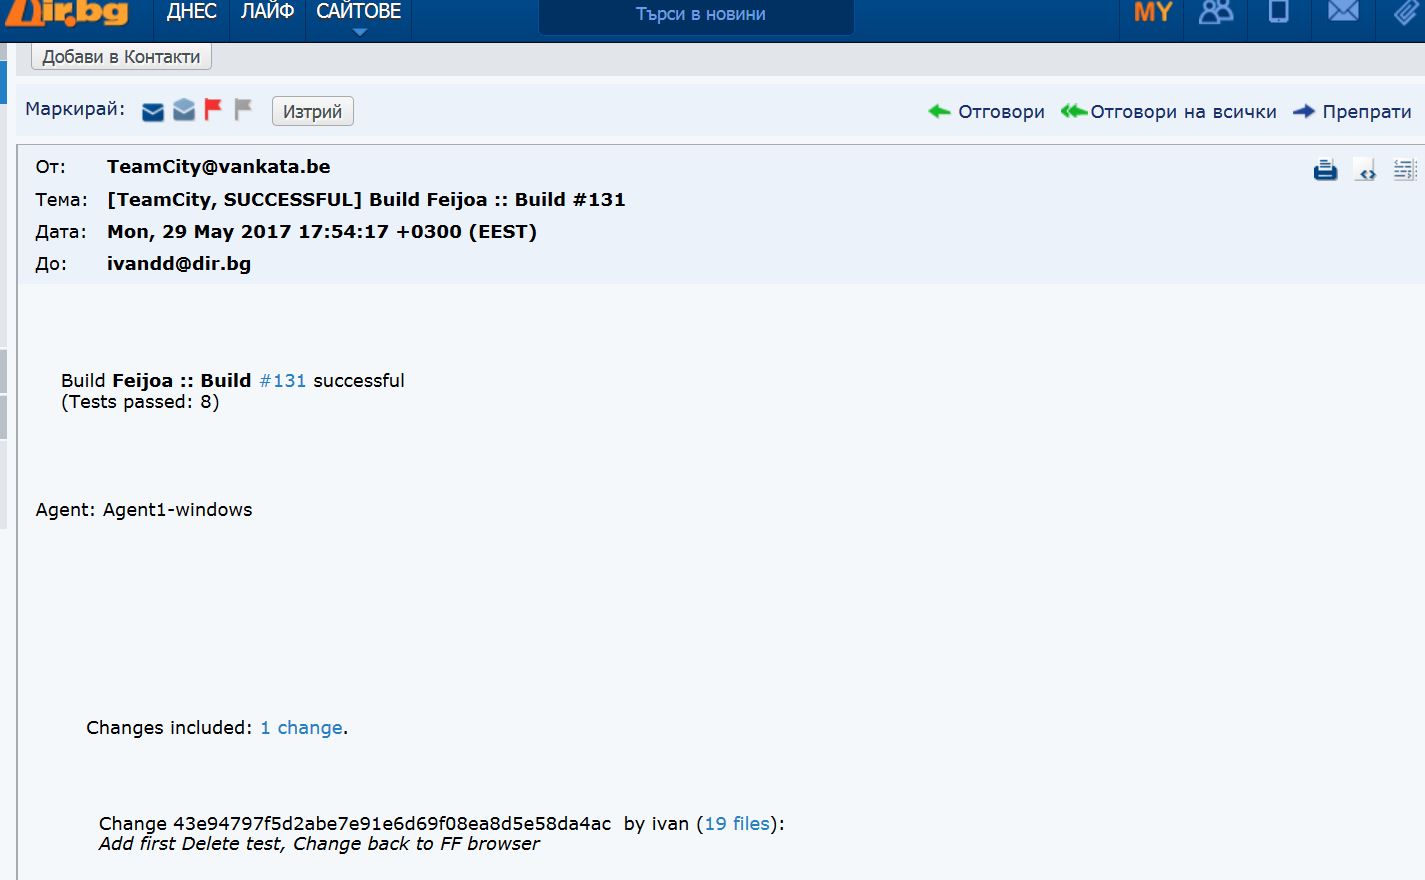 Dir.bg ДНЕС ЛАЙФ САЙТОВЕ Търси в новини MY
Добави в Контакти
Маркирай: Изтрий Отговори Отговори на всички Препрати
От: TeamCity@vankata.be
Тема: [TeamCity, SUCCESSFUL] Build Feijoa :: Build #131
Дата: Mon, 29 May 2017 17:54:17 +0300 (EEST)
До: ivandd@dir.bg
Build Feijoa :: Build #131 successful
(Tests passed: 8)
Agent: Agent1-windows
Changes included: 1 change.
Change 43e94797f5d2abe7e91e6d69f08ea8d5e58da4ac by ivan (19 files):
Add first Delete test, Change back to FF browser